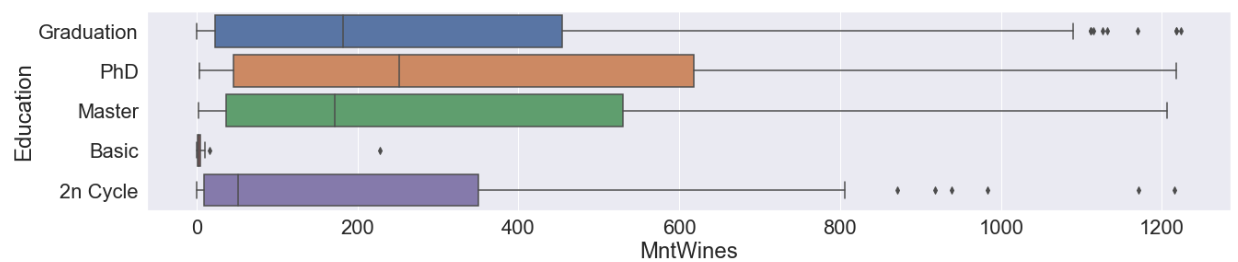 Education
Graduation
PhD
Master
Basic
2n Cycle
0 200 400 600 800 1000 1200
MntWines